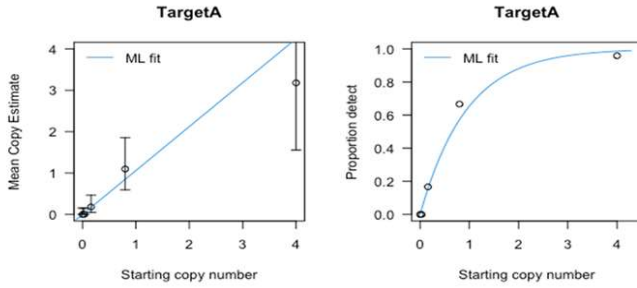 TargetA
Mean Copy Estimate
4
3
2
1
0
ML fit
0
1
2
3
4
Starting copy number
TargetA
Proportion detect
1.0
0.8
0.6
0.4
0.2
0.0
ML fit
0
1
2
3
4
Starting copy number